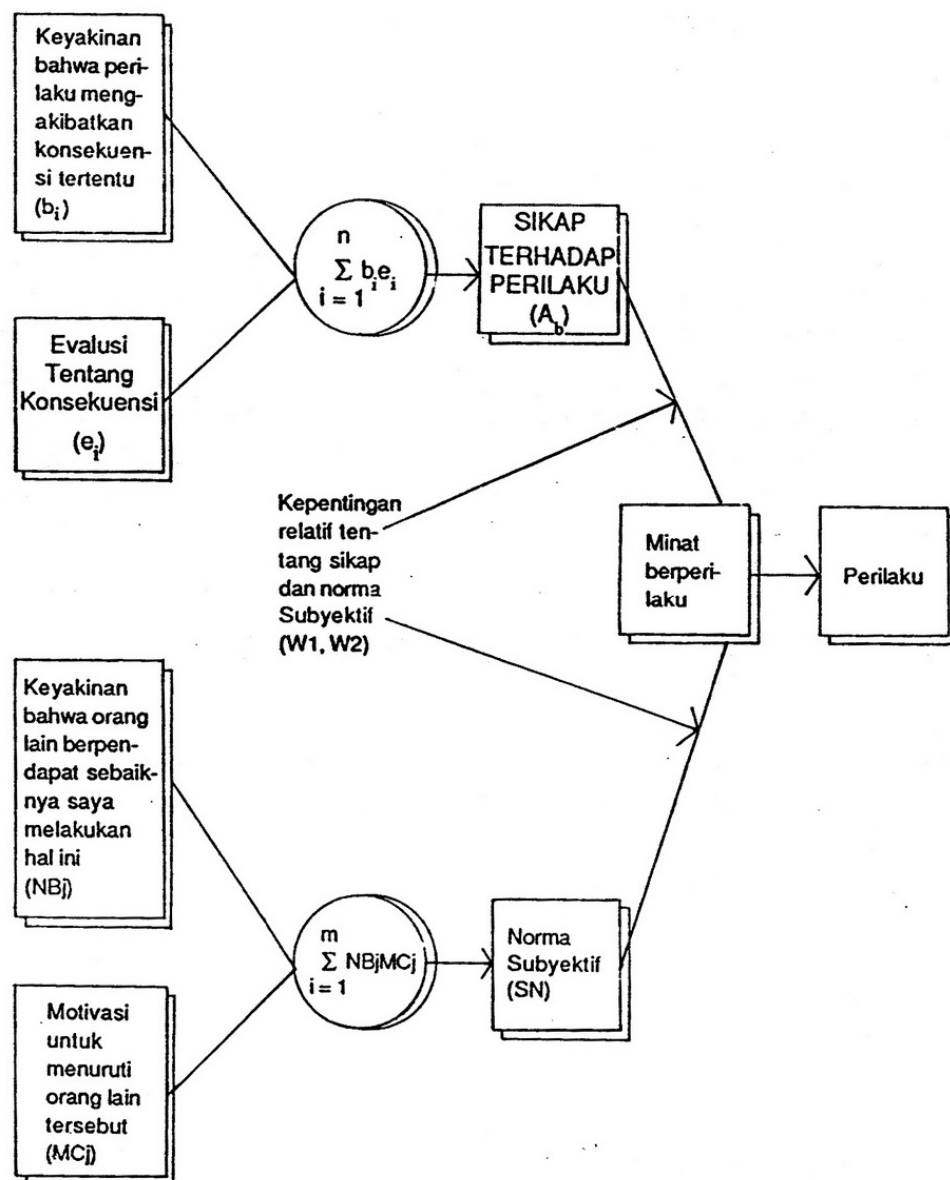 Keyakinan
bahwa peri-
laku meng-
akibatkan
konsekuen-
si tertentu
(bᵢ)
Evalusi
Tentang
Konsekuensi
(eᵢ)
n
Σ bᵢeᵢ
i = 1
SIKAP
TERHADAP
PERILAKU
(A_b)
Kepentingan
relatif ten-
tang sikap
dan norma
Subyektif
(W1, W2)
Minat
berperi-
laku
Perilaku
Keyakinan
bahwa orang
lain berpen-
dapat sebaik-
nya saya
melakukan
hal ini
(NBj)
Motivasi
untuk
menuruti
orang lain
tersebut
(MCj)
m
Σ NBjMCj
i = 1
Norma
Subyektif
(SN)